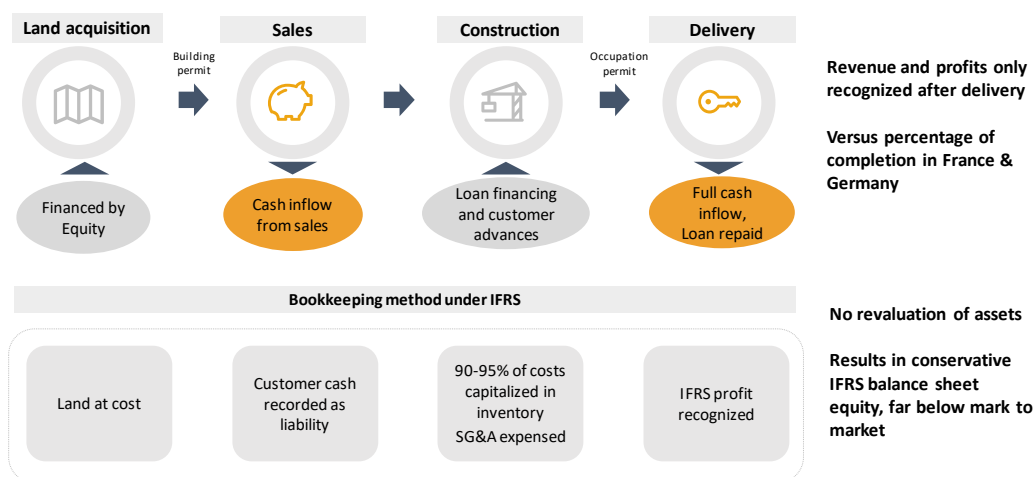 Land acquisition
Sales
Construction
Delivery
Building
permit
Occupation
permit
Financed by
Equity
Cash inflow
from sales
Loan financing
and customer
advances
Full cash
inflow,
Loan repaid
Revenue and profits only
recognized after delivery
Versus percentage of
completion in France &
Germany
Bookkeeping method under IFRS
Land at cost
Customer cash
recorded as
liability
90-95% of costs
capitalized in
inventory
SG&A expensed
IFRS profit
recognized
No revaluation of assets
Results in conservative
IFRS balance sheet
equity, far below mark to
market